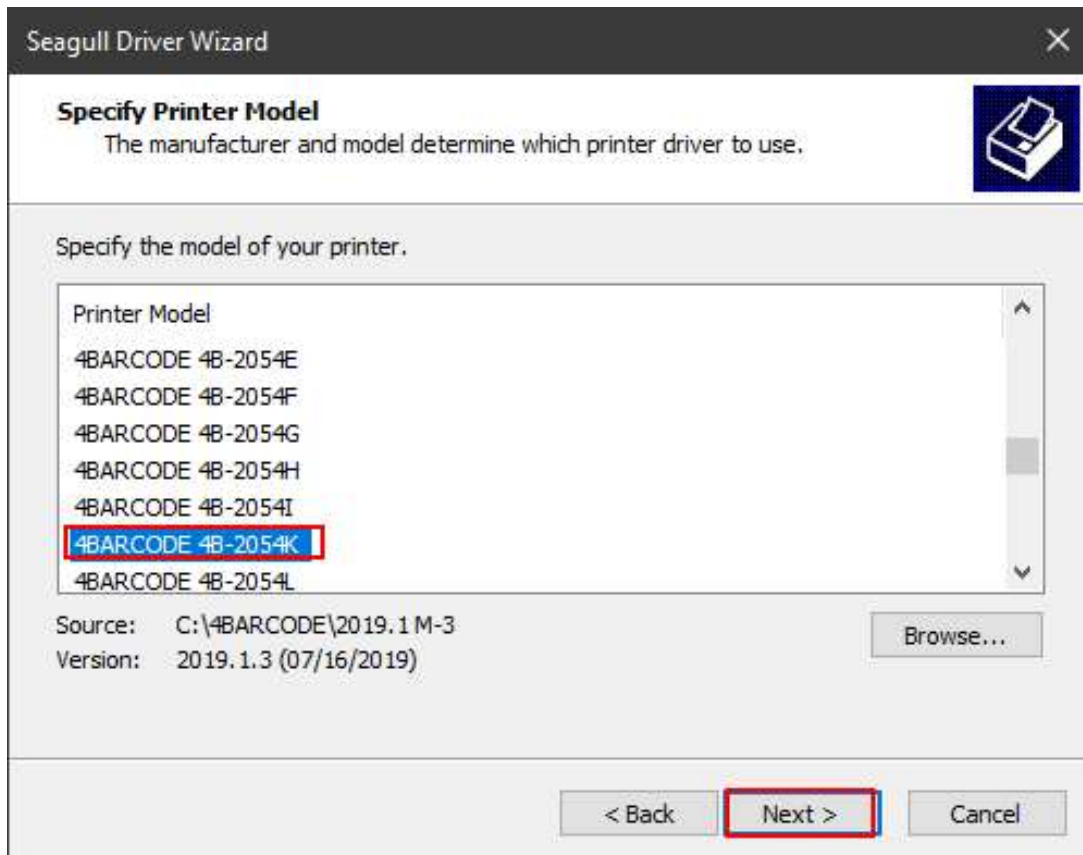 Seagull Driver Wizard
Specify Printer Model
The manufacturer and model determine which printer driver to use.
Specify the model of your printer.
Printer Model
4BARCODE 4B-2054E
4BARCODE 4B-2054F
4BARCODE 4B-2054G
4BARCODE 4B-2054H
4BARCODE 4B-2054I
4BARCODE 4B-2054K
4BARCODE 4B-2054L
Source: C:\4BARCODE\2019.1 M-3
Browse...
Version: 2019.1.3 (07/16/2019)
< Back Next > Cancel